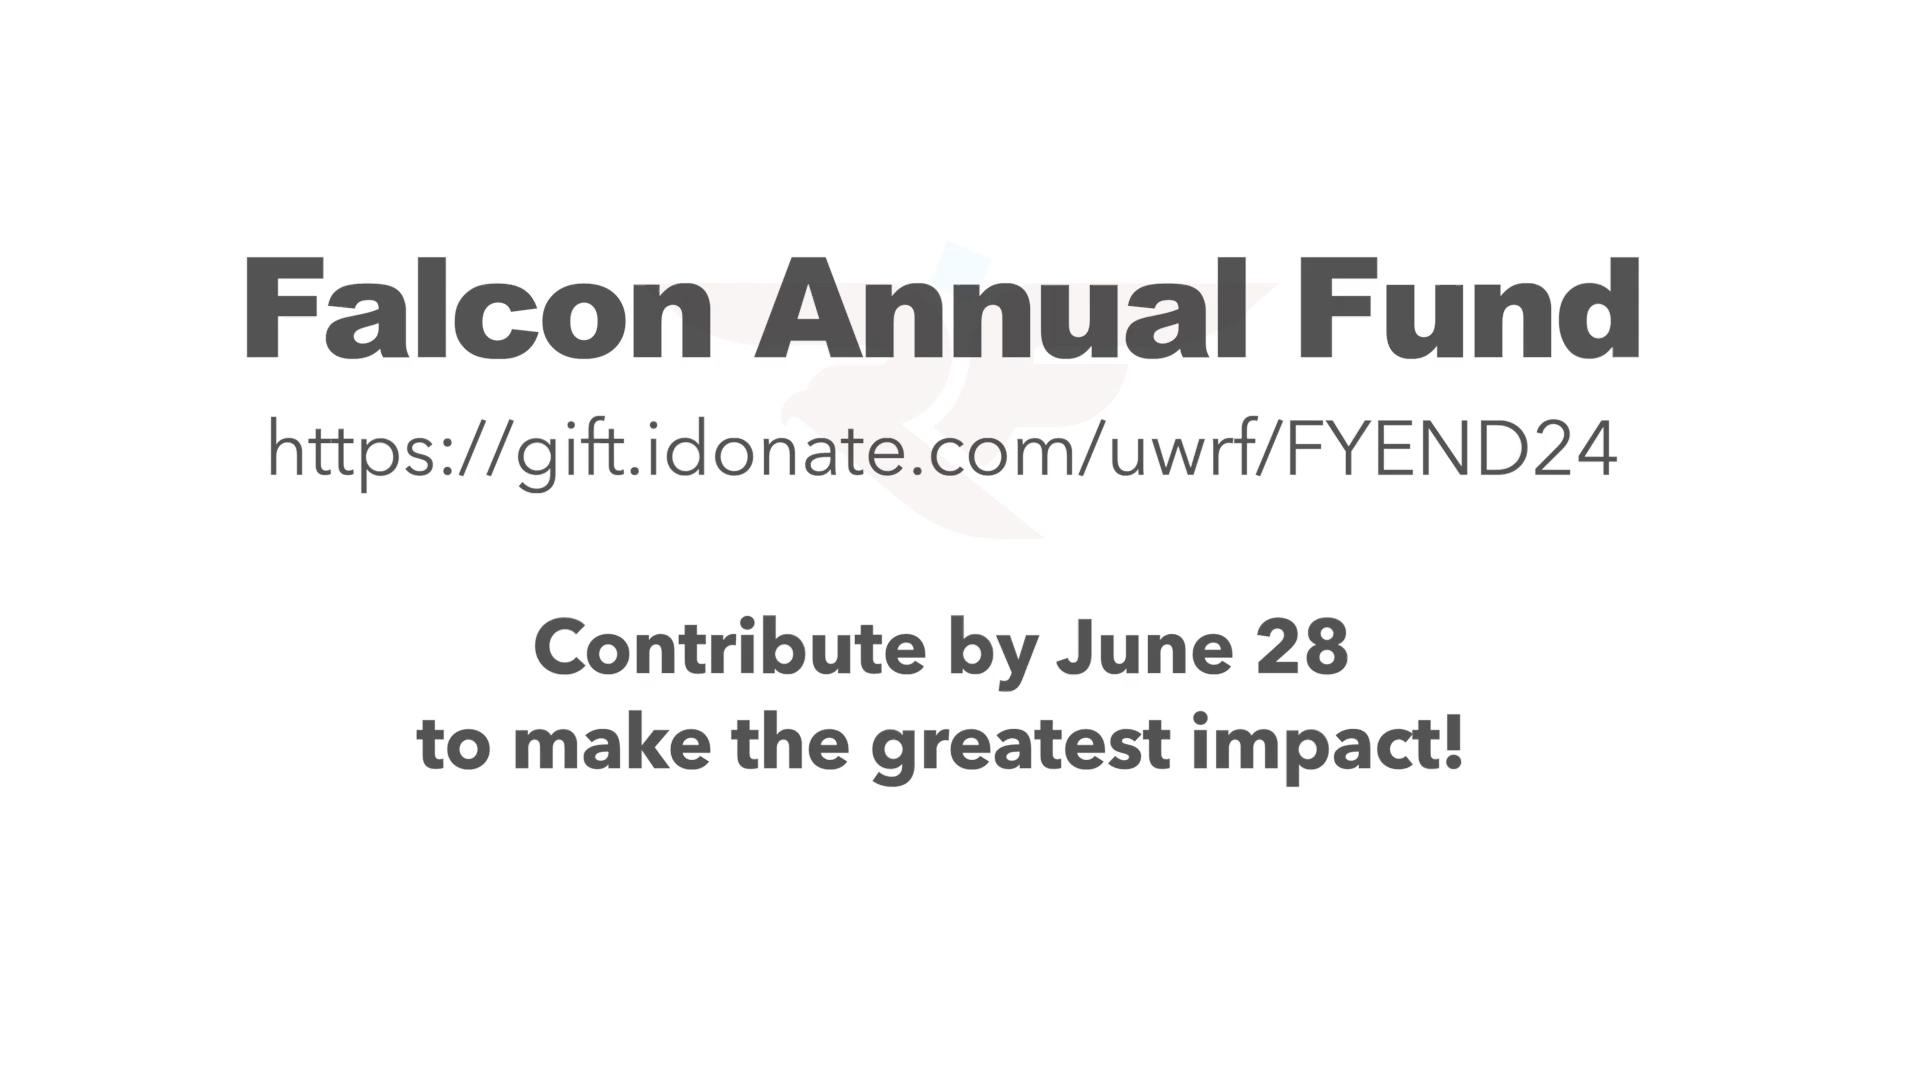 Falcon Annual Fund
https://gift.idonate.com/uwrf/FYEND24
Contribute by June 28
to make the greatest impact!